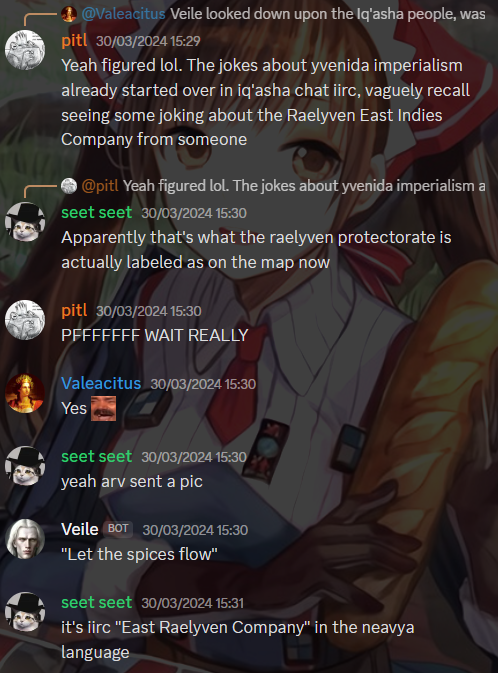 @Valeacitus Veile looked down upon the Iq'asha people, was
pitl 30/03/2024 15:29
Yeah figured lol. The jokes about yvenida imperialism
already started over in iq'asha chat iirc, vaguely recall
seeing some joking about the Raelyven East Indies
Company from someone
@pitl Yeah figured lol. The jokes about yvenida imperialism a
seet seet 30/03/2024 15:30
Apparently that's what the raelyven protectorate is
actually labeled as on the map now
pitl 30/03/2024 15:30
PFFFFFFF WAIT REALLY
Valeacitus 30/03/2024 15:30
Yes
seet seet 30/03/2024 15:30
yeah arv sent a pic
Veile BOT 30/03/2024 15:30
"Let the spices flow"
seet seet 30/03/2024 15:31
it's iirc "East Raelyven Company" in the neavya
language